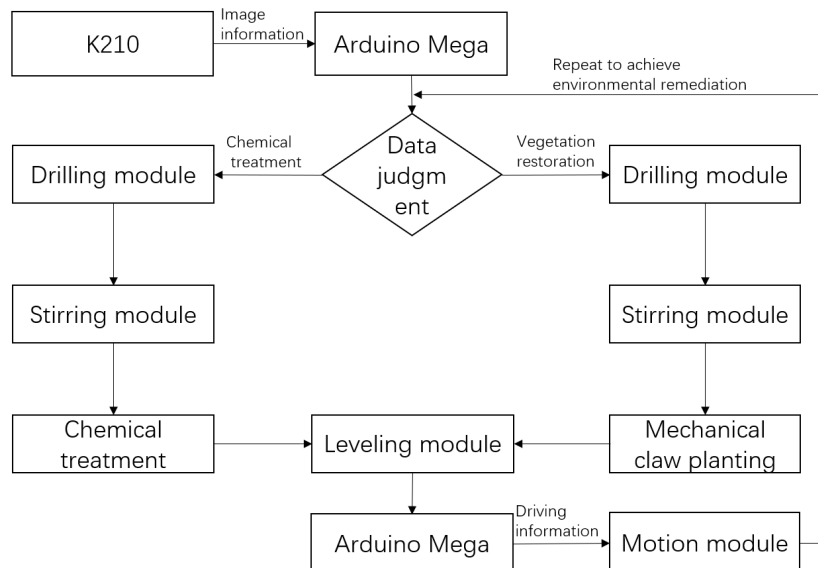 K210
Image
information
Arduino Mega
Repeat to achieve
environmental remediation
Chemical
treatment
Data
judgm
ent
Vegetation
restoration
Drilling module
Drilling module
Stirring module
Stirring module
Chemical
treatment
Leveling module
Mechanical
claw planting
Arduino Mega
Driving
information
Motion module